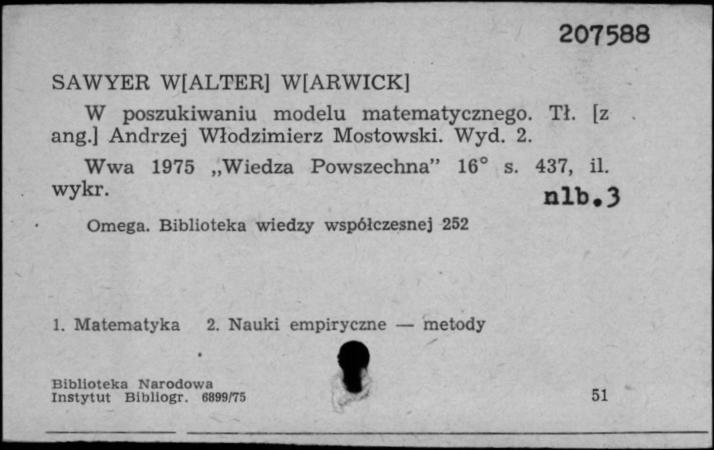 207588
SAWYER W[ALTER] W[ARWICK]
W poszukiwaniu modelu matematycznego. Tł. [z
ang.] Andrzej Włodzimierz Mostowski. Wyd. 2.
Wwa 1975 „Wiedza Powszechna” 16° s. 437, il.
wykr.
nlb.3
Omega. Biblioteka wiedzy współczesnej 252
1. Matematyka 2. Nauki empiryczne — metody
Biblioteka Narodowa
Instytut Bibliogr. 6899/75
51